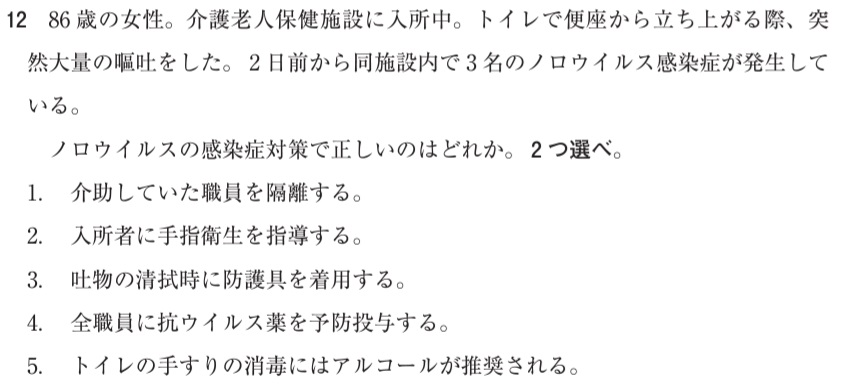 12 86歳の女性。介護老人保健施設に入所中。トイレで便座から立ち上がる際、突
然大量の嘔吐をした。2日前から同施設内で3名のノロウイルス感染症が発生して
いる。
ノロウイルスの感染症対策で正しいのはどれか。2つ選べ。
1. 介助していた職員を隔離する。
2. 入所者に手指衛生を指導する。
3. 吐物の清拭時に防護具を着用する。
4. 全職員に抗ウイルス薬を予防投与する。
5. トイレの手すりの消毒にはアルコールが推奨される。